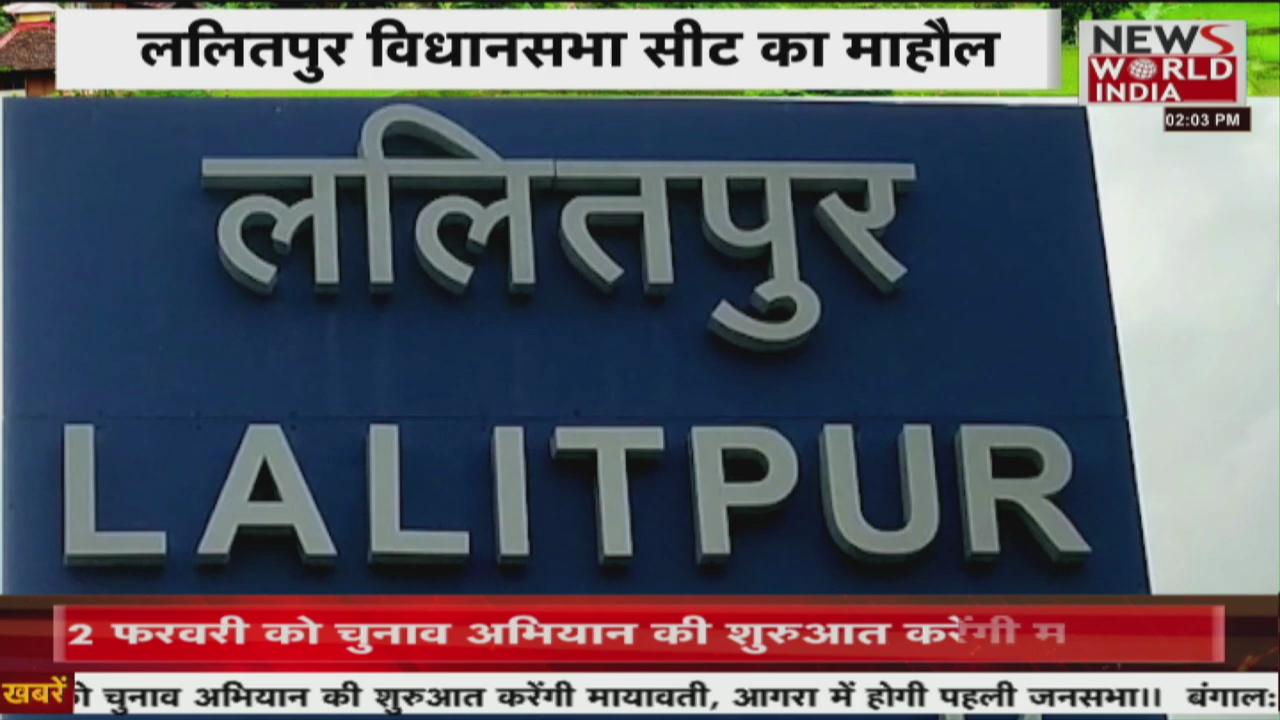 ललितपुर विधानसभा सीट का माहौल
NEWS
WORLD
INDIA
02:03 PM
ललितपुर
LALITPUR
2 फरवरी को चुनाव अभियान की शुरुआत करेंगी म
खबरें को चुनाव अभियान की शुरुआत करेंगी मायावती, आगरा में होगी पहली जनसभा।। बंगाल: